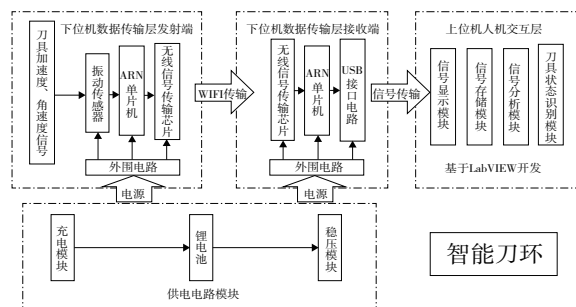 下位机数据传输层发射端
刀具加速度、角速度信号
振动传感器
ARN单片机
无线信号传输芯片
外围电路
WIFI传输
下位机数据传输层接收端
无线信号传输芯片
ARN单片机
USB接口电路
外围电路
信号传输
上位机人机交互层
信号显示模块
信号存储模块
信号分析模块
刀具状态识别模块
基于LabVIEW开发
电源
电源
充电模块
锂电池
稳压模块
供电电路模块
智能刀环